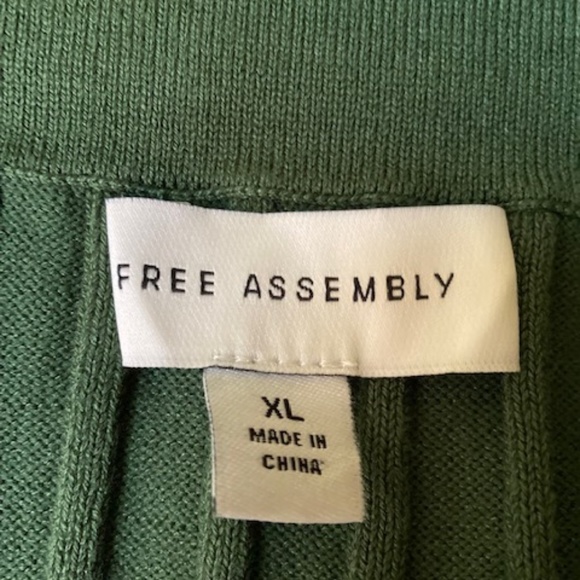 FREE ASSEMBLY
XL
MADE IN
CHINA